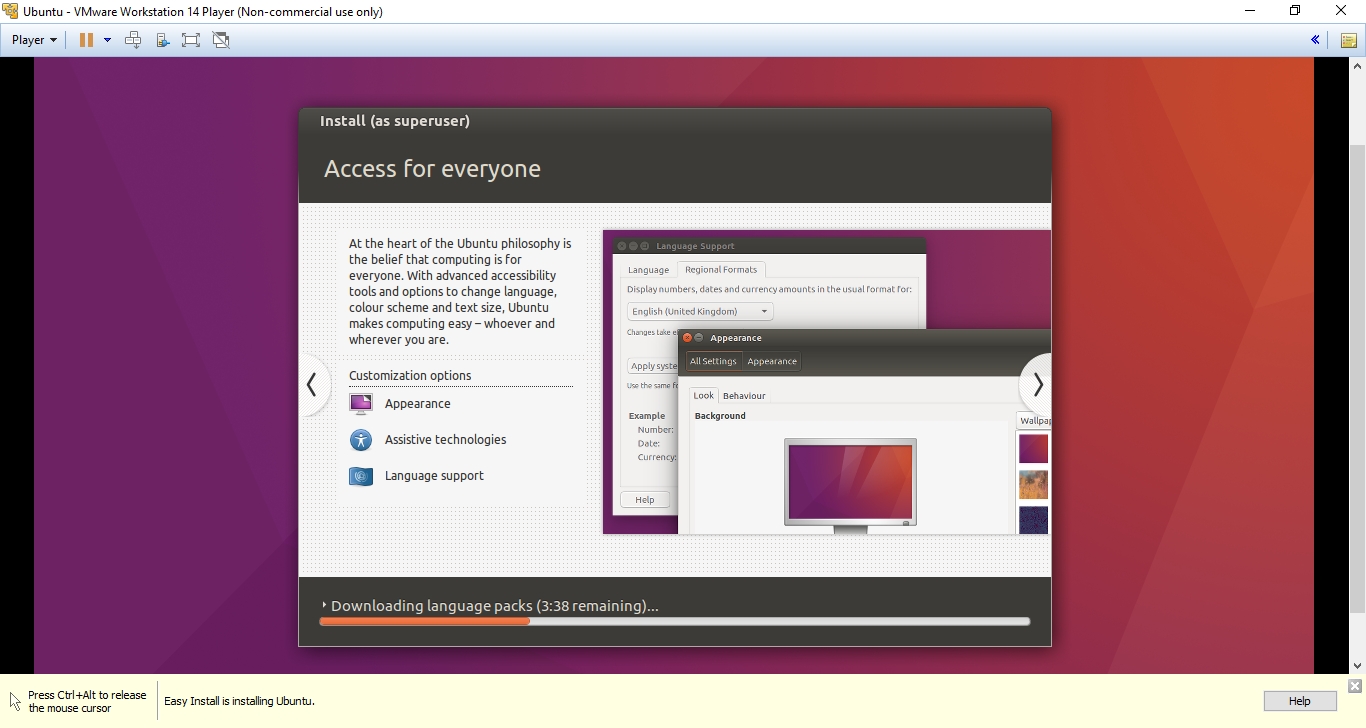 Ubuntu - VMware Workstation 14 Player (Non-commercial use only)
Player
Install (as superuser)
Access for everyone
At the heart of the Ubuntu philosophy is
the belief that computing is for
everyone. With advanced accessibility
tools and options to change language,
colour scheme and text size, Ubuntu
makes computing easy – whoever and
wherever you are.
Customization options
Appearance
Assistive technologies
Language support
Language Support
Language Regional Formats
Display numbers, dates and currency amounts in the usual format for:
English (United Kingdom)
Changes take
Apply
Use the same
Example
Number:
Date:
Currency:
Help
Appearance
All Settings Appearance
Look Behaviour
Background
Downloading language packs (3:38 remaining)...
Press Ctrl+Alt to release
the mouse cursor
Easy Install is installing Ubuntu.
Help